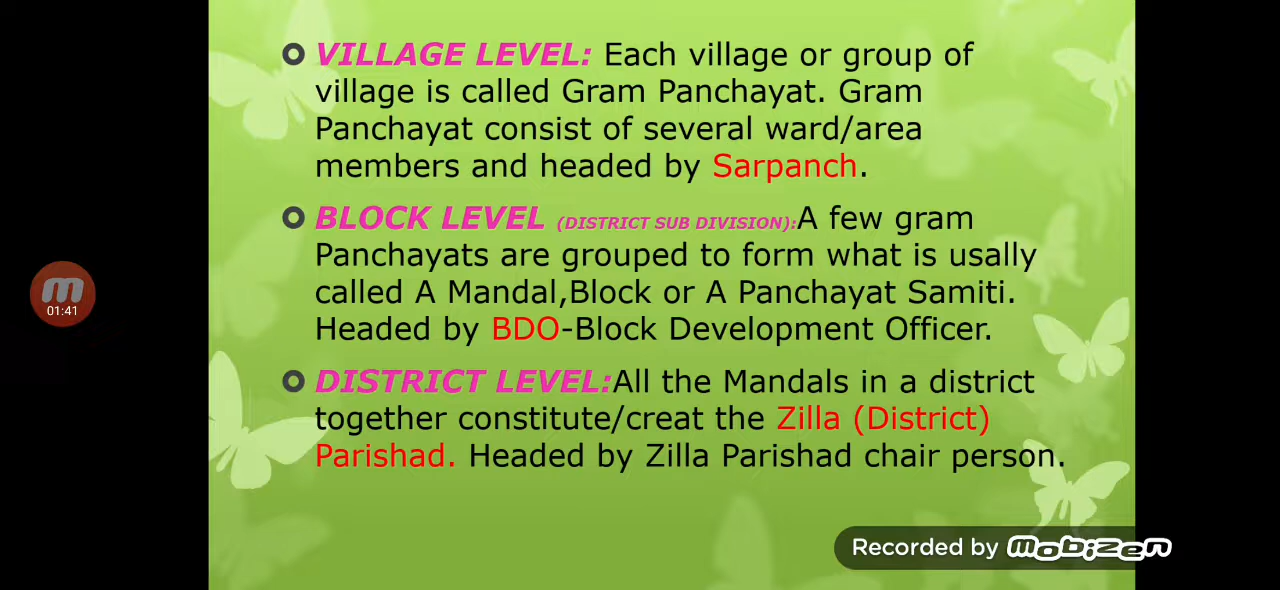 VILLAGE LEVEL: Each village or group of
village is called Gram Panchayat. Gram
Panchayat consist of several ward/area
members and headed by Sarpanch.
BLOCK LEVEL (DISTRICT SUB DIVISION):A few gram
Panchayats are grouped to form what is usally
called A Mandal,Block or A Panchayat Samiti.
Headed by BDO-Block Development Officer.
DISTRICT LEVEL:All the Mandals in a district
together constitute/creat the Zilla (District)
Parishad. Headed by Zilla Parishad chair person.
m
01:41
Recorded by mobizen